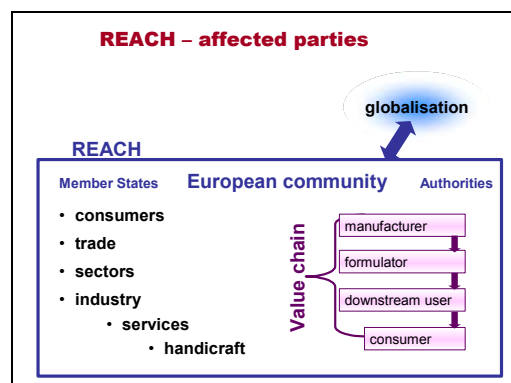 REACH – affected parties
globalisation
REACH
Member States European community Authorities
• consumers
• trade
• sectors
• industry
• services
• handicraft
Value chain
manufacturer
formulator
downstream user
consumer